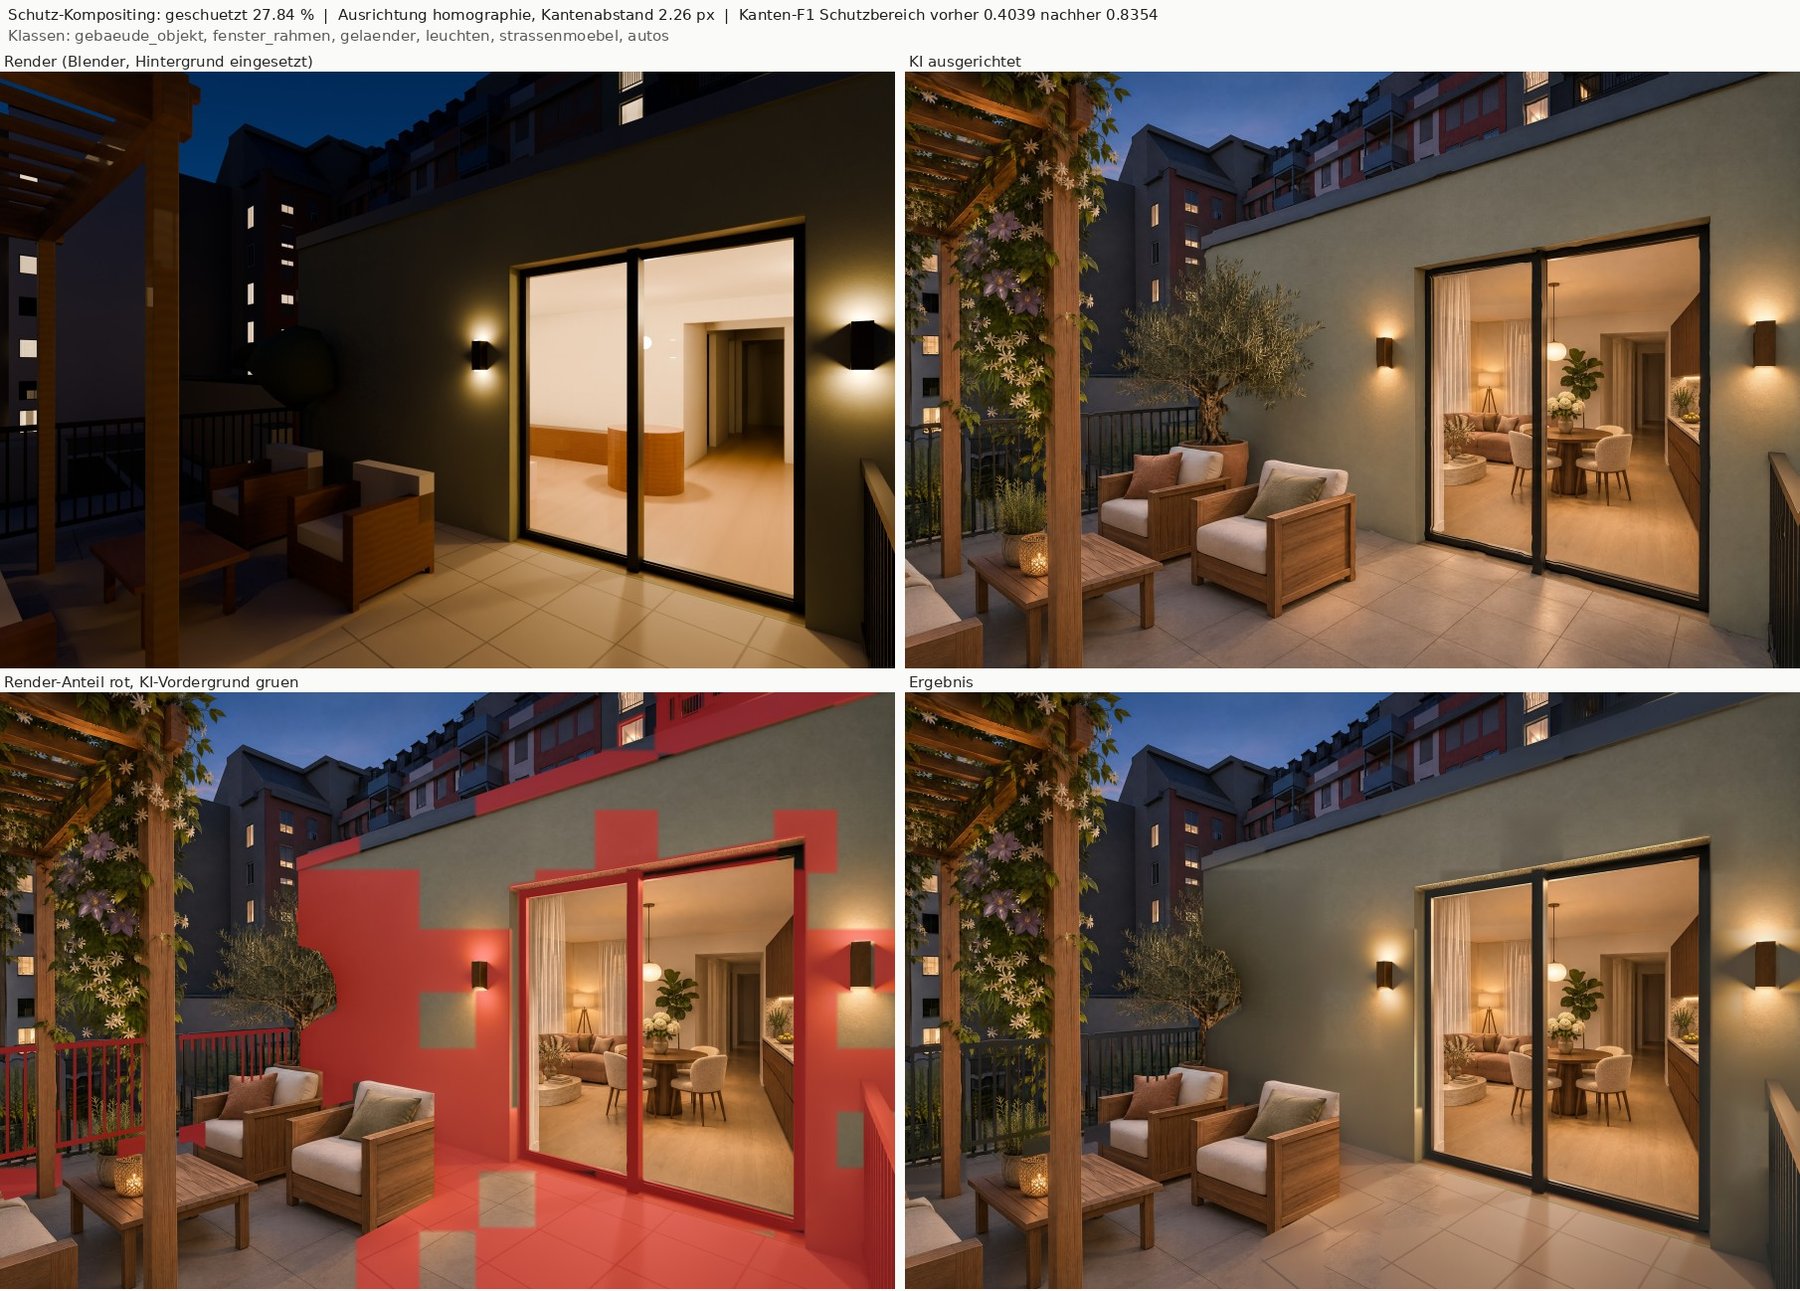 Schutz-Kompositing: geschuetzt 27.84 % | Ausrichtung homographie, Kantenabstand 2.26 px | Kanten-F1 Schutzbereich vorher 0.4039 nachher 0.8354
Klassen: gebaeude_objekt, fenster_rahmen, gelaender, leuchten, strassenmoebel, autos
Render (Blender, Hintergrund eingesetzt)
KI ausgerichtet
Render-Anteil rot, KI-Vordergrund gruen
Ergebnis